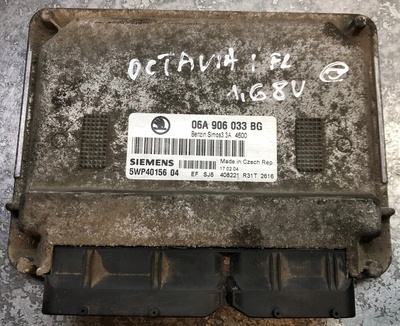 OCTAVIA I FL
1,6 8V
06A 906 033 BG
Benzin Simos3 3A 4600
SIEMENS
Made in Czech Rep
17 02 04
5WP40156 04
EF SJ6 408221 R31T 2616